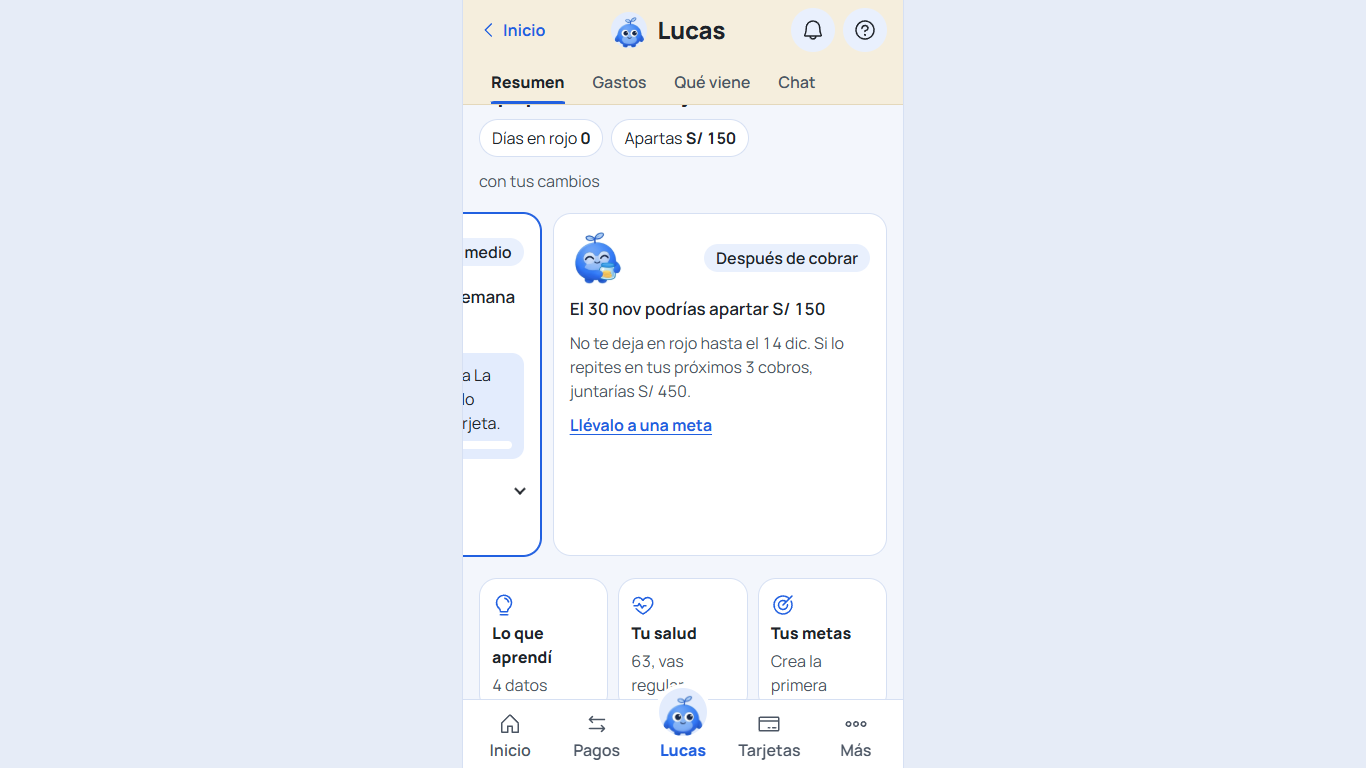 Inicio
Lucas
Resumen
Gastos
Qué viene
Chat
Días en rojo 0
Apartas S/ 150
con tus cambios
medio
emana
a La
lo
rjeta.
Después de cobrar
El 30 nov podrías apartar S/ 150
No te deja en rojo hasta el 14 dic. Si lo
repites en tus próximos 3 cobros,
juntarías S/ 450.
Llévalo a una meta
Lo que
aprendí
4 datos
Tu salud
63, vas
regular
Tus metas
Crea la
primera
Inicio
Pagos
Lucas
Tarjetas
Más